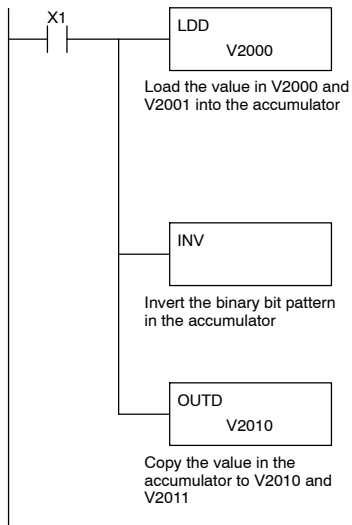 X1
LDD
V2000
Load the value in V2000 and
V2001 into the accumulator
INV
Invert the binary bit pattern
in the accumulator
OUTD
V2010
Copy the value in the
accumulator to V2010 and
V2011